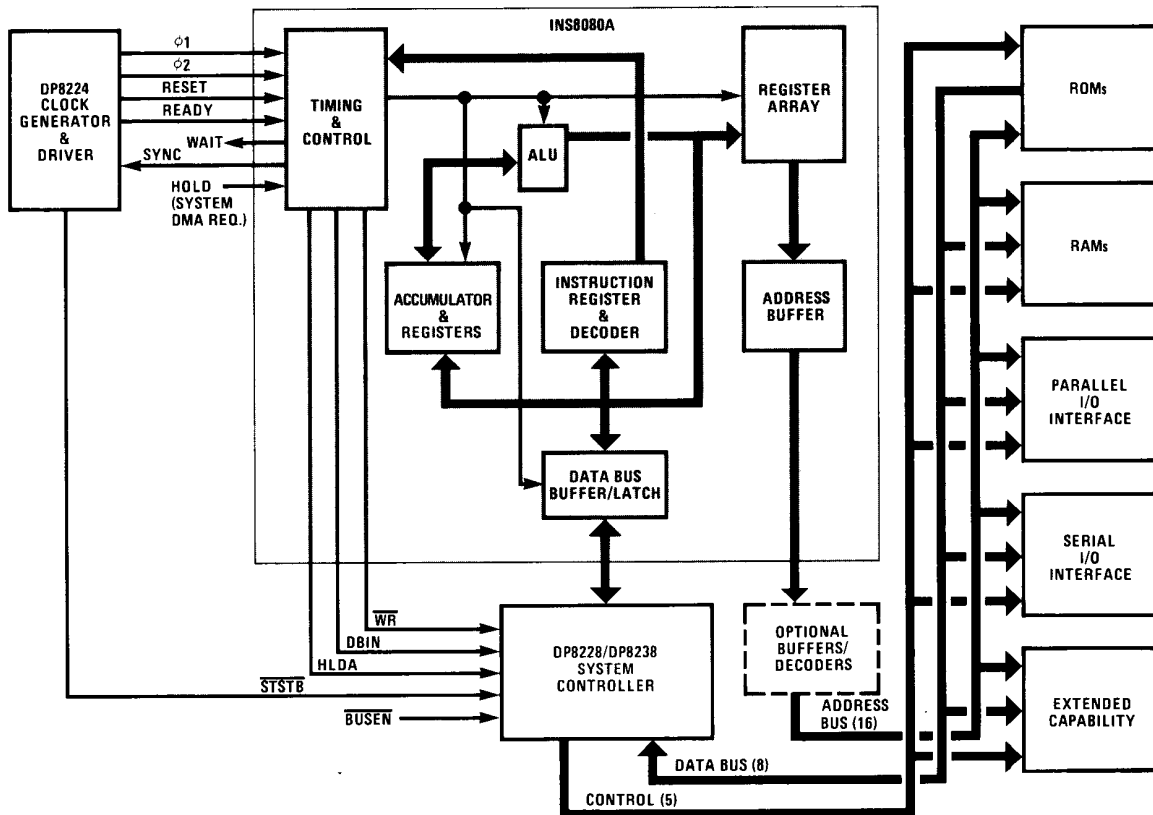 INS8080A
DP8224
CLOCK
GENERATOR
&
DRIVER
ϕ1
ϕ2
RESET
READY
WAIT
SYNC
HOLD
(SYSTEM
DMA REQ.)
TIMING
&
CONTROL
ALU
REGISTER
ARRAY
ACCUMULATOR
&
REGISTERS
INSTRUCTION
REGISTER
&
DECODER
ADDRESS
BUFFER
DATA BUS
BUFFER/LATCH
WR
DBIN
HLDA
STSTB
BUSEN
DP8228/DP8238
SYSTEM
CONTROLLER
OPTIONAL
BUFFERS/
DECODERS
ADDRESS
BUS (16)
DATA BUS (8)
CONTROL (5)
ROMs
RAMs
PARALLEL
I/O
INTERFACE
SERIAL
I/O
INTERFACE
EXTENDED
CAPABILITY